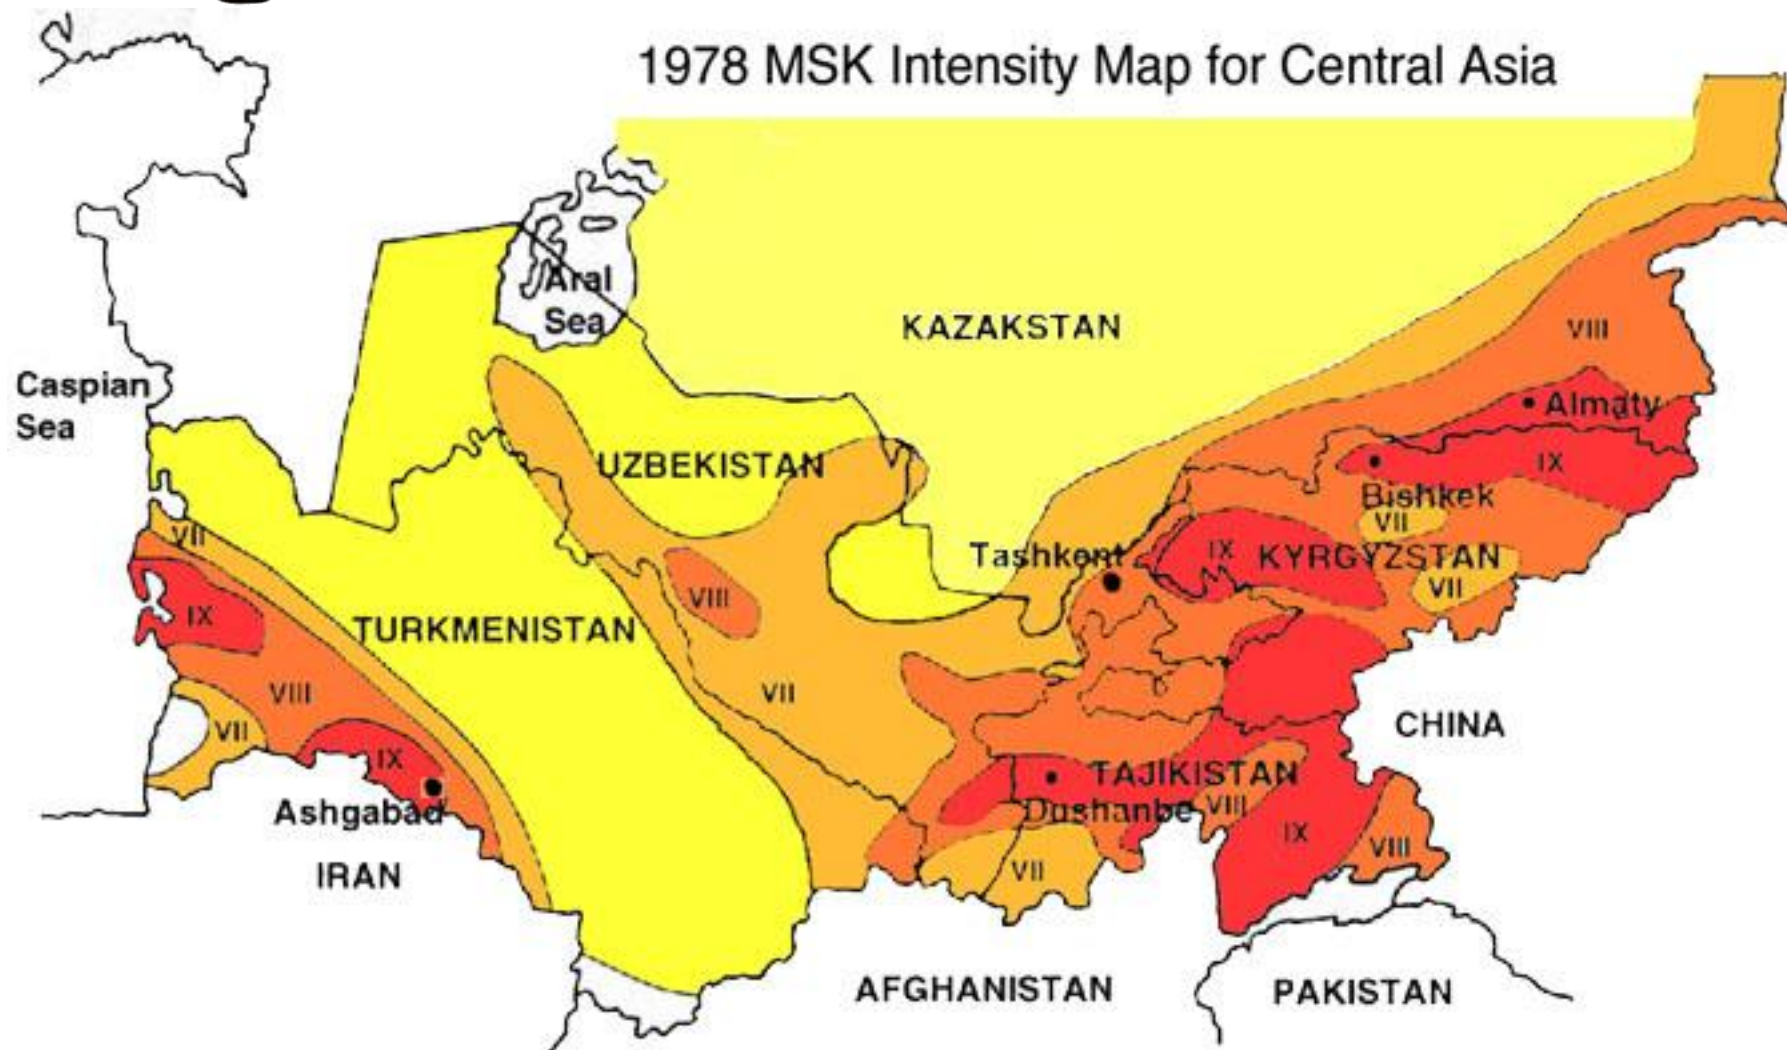 1978 MSK Intensity Map for Central Asia
Aral
Sea
KAZAKSTAN
VIII
Caspian
Sea
Almaty
UZBEKISTAN
IX
Bishkek
VII
VII
Tashkent
IX
KYRGYZSTAN
VII
VIII
IX
TURKMENISTAN
VIII
VII
VII
CHINA
IX
TAJIKISTAN
Dushanbe
VIII
Ashgabad
IX
VIII
VII
IRAN
AFGHANISTAN
PAKISTAN